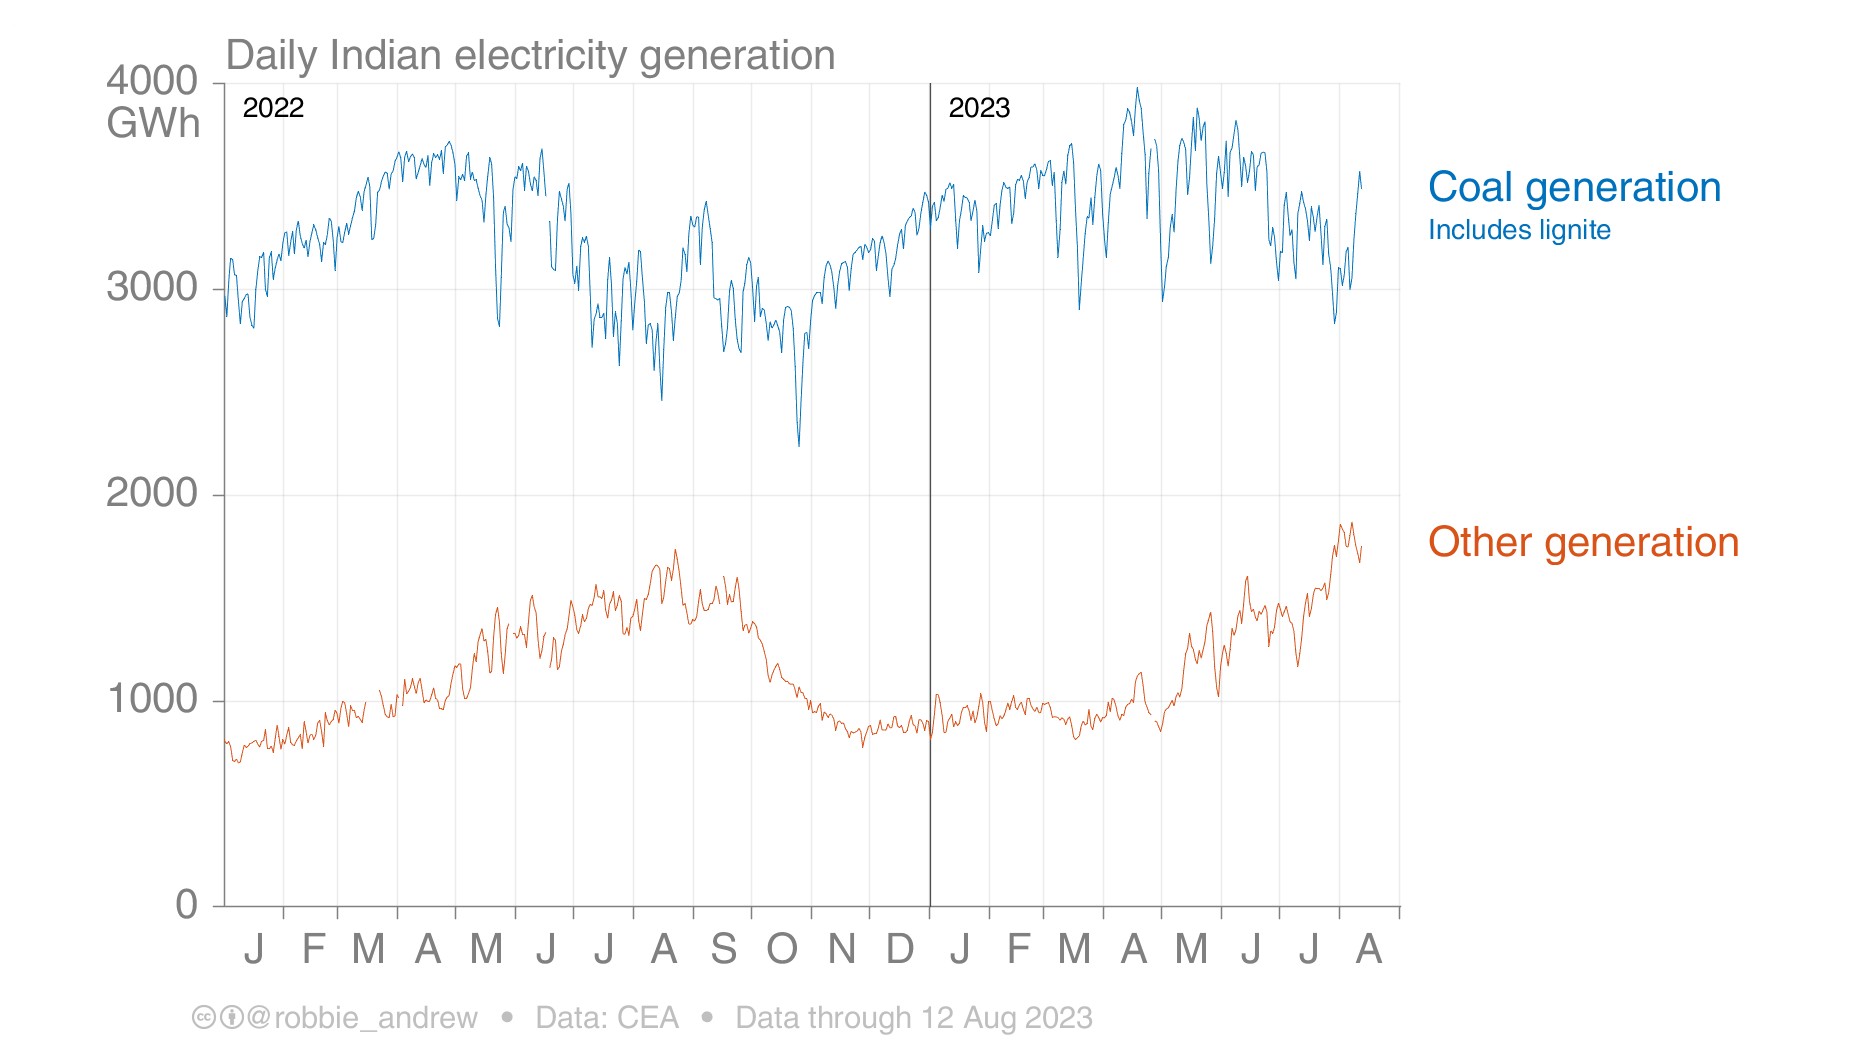 Daily Indian electricity generation
4000
GWh
2022
2023
3000
2000
1000
0
Coal generation
Includes lignite
Other generation
J F M A M J J A S O N D J F M A M J J A
cc @robbie_andrew • Data: CEA • Data through 12 Aug 2023